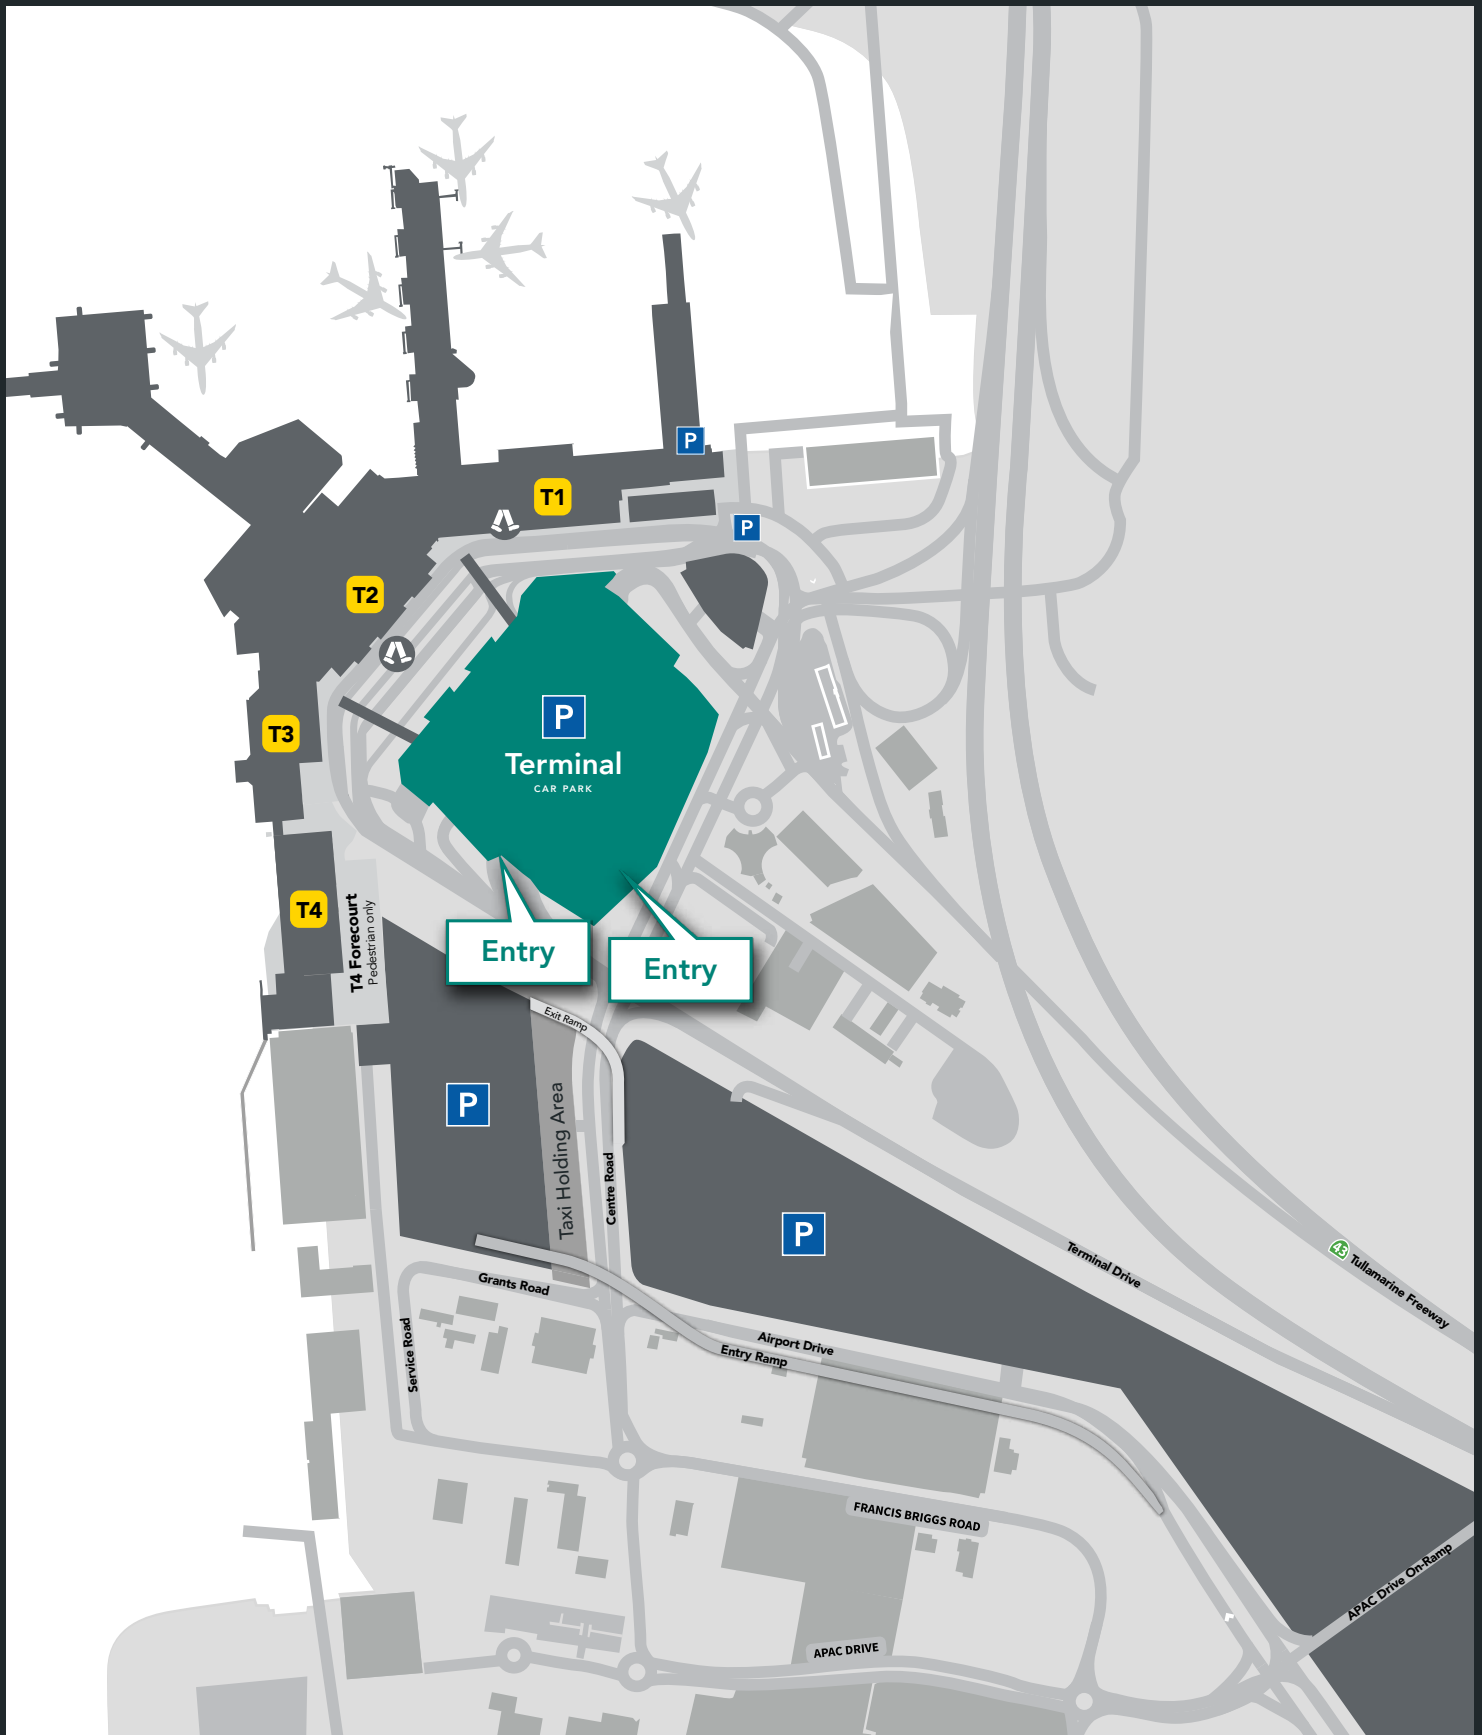 P
T1
P
T2
P
Terminal
CAR PARK
T3
T4
T4 Forecourt
Pedestrian only
Entry
Entry
Exit Ramp
P
Taxi Holding Area
Centre Road
P
Terminal Drive
43
Tullamarine Freeway
Grants Road
Service Road
Airport Drive
Entry Ramp
FRANCIS BRIGGS ROAD
APAC Drive On-Ramp
APAC DRIVE